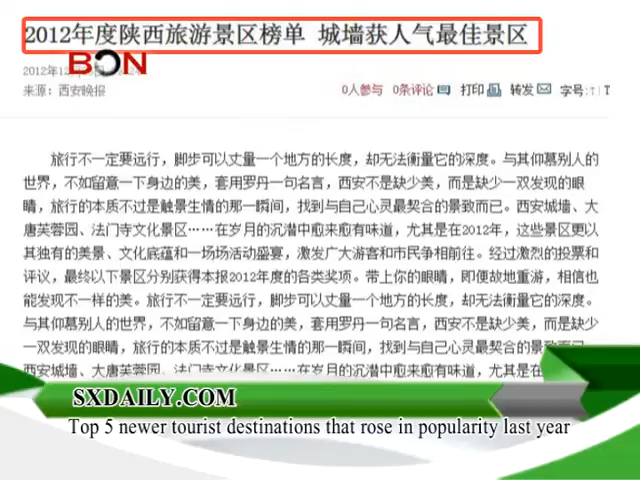 2012年度陕西旅游景区榜单 城墙获人气最佳景区
BON
来源：西安晚报
0人参与 0条评论 打印 转发 字号
旅行不一定要远行，脚步可以丈量一个地方的长度，却无法衡量它的深度。与其仰慕别人的
世界，不如留意一下身边的美，套用罗丹一句名言，西安不是缺少美，而是缺少一双发现的眼
睛，旅行的本质不过是触景生情的那一瞬间，找到与自己心灵最契合的景致而已。西安城墙、大
唐芙蓉园、法门寺文化景区……在岁月的沉潜中愈来愈有味道，尤其是在2012年，这些景区更以
其独有的美景、文化底蕴和一场场活动盛宴，激发广大游客和市民争相前往。经过激烈的投票和
评议，最终以下景区分别获得本报2012年度的各类奖项。带上你的眼睛，即便故地重游，相信也
能发现不一样的美。旅行不一定要远行，脚步可以丈量一个地方的长度，却无法衡量它的深度。
与其仰慕别人的世界，不如留意一下身边的美，套用罗丹一句名言，西安不是缺少美，而是缺少
一双发现的眼睛，旅行的本质不过是触景生情的那一瞬间，找到与自己心灵最契合的景致而已。
西安城墙、大唐芙蓉园、法门寺文化景区……在岁月的沉潜中愈来愈有味道，尤其是在
SXDAILY.COM
Top 5 newer tourist destinations that rose in popularity last year